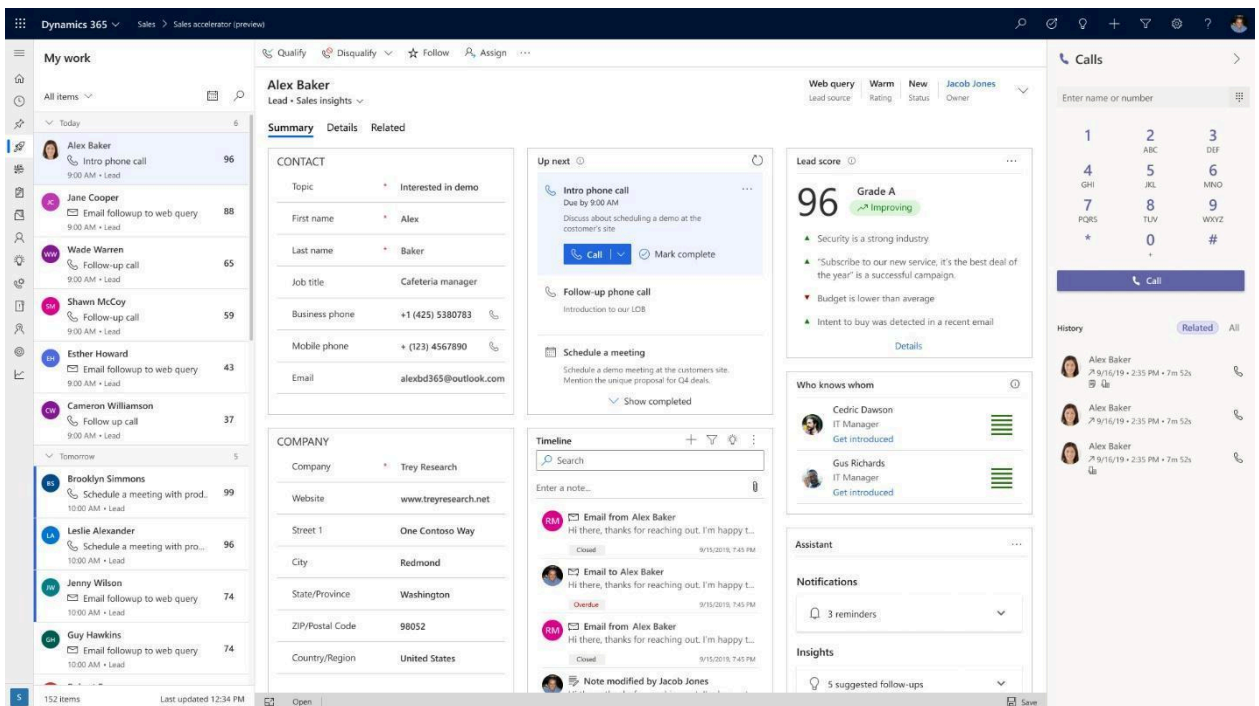 Dynamics 365
Sales > Sales accelerator (preview)
?
My work
All items
Today 6
Alex Baker
Intro phone call 96
9:00 AM • Lead
JC
Jane Cooper
Email followup to web query 88
9:00 AM • Lead
WW
Wade Warren
Follow-up call 65
9:00 AM • Lead
SM
Shawn McCoy
Follow-up call 59
9:00 AM • Lead
EH
Esther Howard
Email followup to web query 43
9:00 AM • Lead
CW
Cameron Williamson
Follow up call 37
9:00 AM • Lead
Tomorrow 5
BS
Brooklyn Simmons
Schedule a meeting with prod.. 99
10:00 AM • Lead
LA
Leslie Alexander
Schedule a meeting with pro... 96
10:00 AM • Lead
JW
Jenny Wilson
Email followup to web query 74
10:00 AM • Lead
GH
Guy Hawkins
Email followup to web query 74
10:00 AM • Lead
S
152 items Last updated 12:34 PM
Qualify Disqualify Follow Assign ...
Alex Baker
Lead • Sales insights
Web query Warm New Jacob Jones
Lead source Rating Status Owner
Summary Details Related
CONTACT
Topic * Interested in demo
First name * Alex
Last name * Baker
Job title Cafeteria manager
Business phone +1 (425) 5380783
Mobile phone + (123) 4567890
Email alexbd365@outlook.com
COMPANY
Company * Trey Research
Website www.treyresearch.net
Street 1 One Contoso Way
City Redmond
State/Province Washington
ZIP/Postal Code 98052
Country/Region United States
Up next
Intro phone call ...
Due by 9:00 AM
Discuss about scheduling a demo at the
customer's site
Call Mark complete
Follow-up phone call
Introduction to our LOB
Schedule a meeting
Schedule a demo meeting at the customers site.
Mention the unique proposal for Q4 deals.
Show completed
Timeline
Search
Enter a note...
RM
Email from Alex Baker
Hi there, thanks for reaching out. I'm happy t...
Closed 9/15/2019, 7:45 PM
Email to Alex Baker
Hi there, thanks for reaching out. I'm happy t...
Overdue 9/15/2019, 7:45 PM
RM
Email from Alex Baker
Hi there, thanks for reaching out. I'm happy t...
Closed 9/15/2019, 7:45 PM
Note modified by Jacob Jones
Lead score ...
96 Grade A
Improving
Security is a strong industry
"Subscribe to our new service, it's the best deal of
the year" is a successful campaign.
Budget is lower than average
Intent to buy was detected in a recent email
Details
Who knows whom
Cedric Dawson
IT Manager
Get introduced
Gus Richards
IT Manager
Get introduced
Assistant ...
Notifications
3 reminders
Insights
5 suggested follow-ups
Open Save
Calls
Enter name or number
1 2 3
ABC DEF
4 5 6
GHI JKL MNO
7 8 9
PQRS TUV WXYZ
* 0 #
+
Call
History Related All
Alex Baker
9/16/19 • 2:35 PM • 7m 52s
Alex Baker
9/16/19 • 2:35 PM • 7m 52s
Alex Baker
9/16/19 • 2:35 PM • 7m 52s